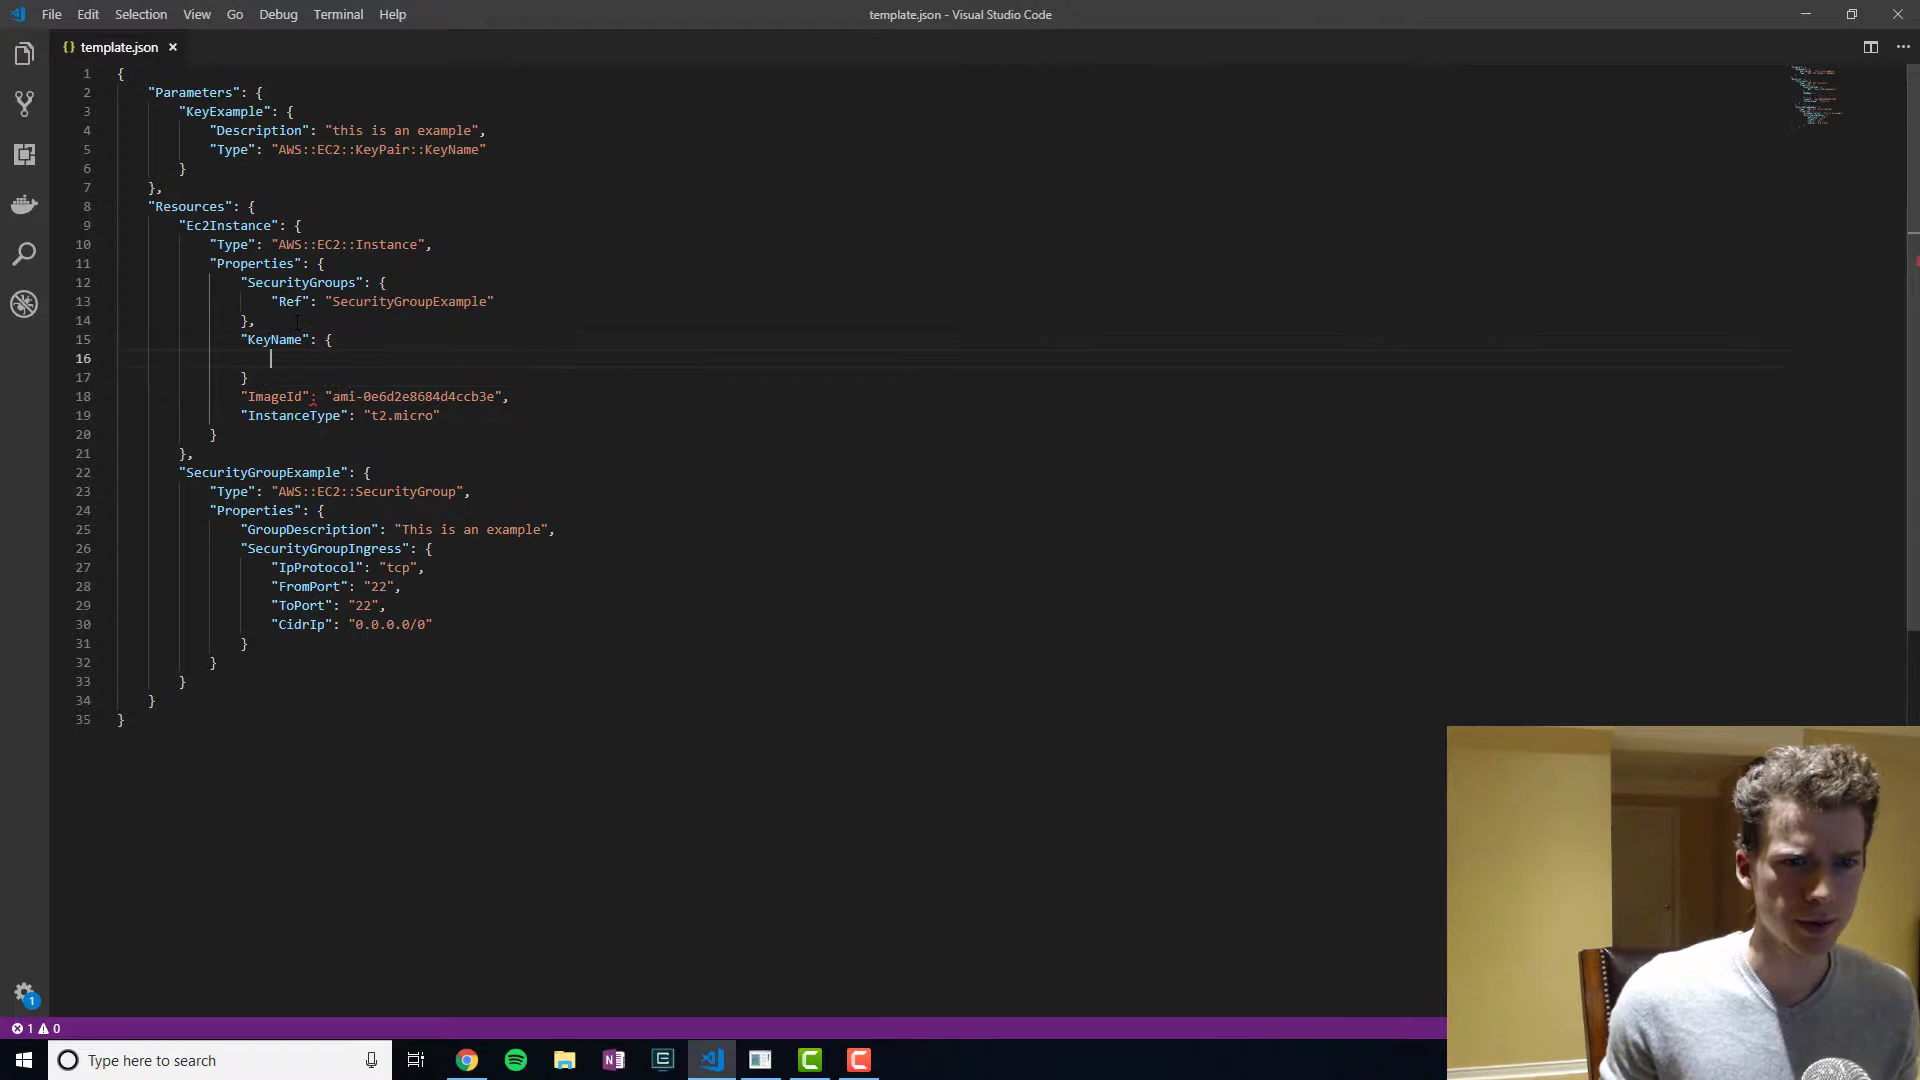 File Edit Selection View Go Debug Terminal Help
template.json - Visual Studio Code
{} template.json ×
1 {
2 "Parameters": {
3 "KeyExample": {
4 "Description": "this is an example",
5 "Type": "AWS::EC2::KeyPair::KeyName"
6 }
7 },
8 "Resources": {
9 "Ec2Instance": {
10 "Type": "AWS::EC2::Instance",
11 "Properties": {
12 "SecurityGroups": {
13 "Ref": "SecurityGroupExample"
14 },
15 "KeyName": {
16
17 }
18 "ImageId": "ami-0e6d2e8684d4ccb3e",
19 "InstanceType": "t2.micro"
20 }
21 },
22 "SecurityGroupExample": {
23 "Type": "AWS::EC2::SecurityGroup",
24 "Properties": {
25 "GroupDescription": "This is an example",
26 "SecurityGroupIngress": {
27 "IpProtocol": "tcp",
28 "FromPort": "22",
29 "ToPort": "22",
30 "CidrIp": "0.0.0.0/0"
31 }
32 }
33 }
34 }
35 }
1
1 0
Type here to search